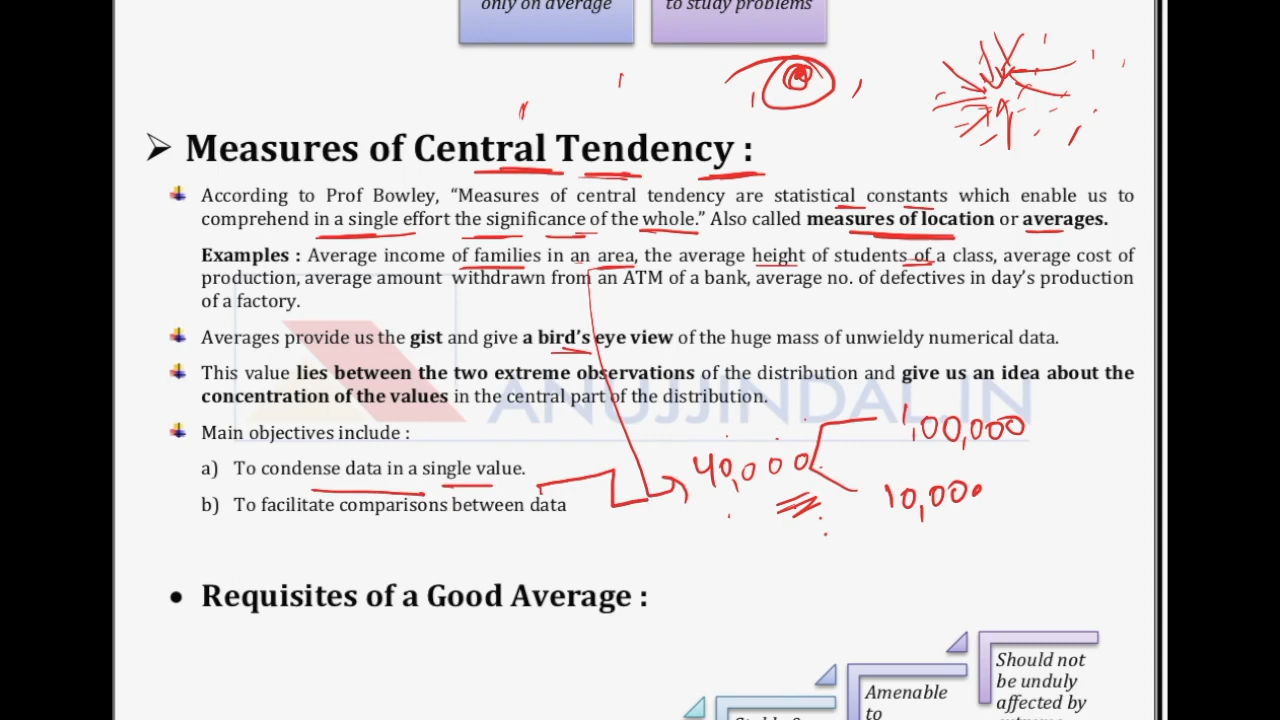 only on average
to study problems
➢ Measures of Central Tendency :
According to Prof Bowley, “Measures of central tendency are statistical constants which enable us to
comprehend in a single effort the significance of the whole.” Also called measures of location or averages.
Examples : Average income of families in an area, the average height of students of a class, average cost of
production, average amount withdrawn from an ATM of a bank, average no. of defectives in day’s production
of a factory.
Averages provide us the gist and give a bird’s eye view of the huge mass of unwieldy numerical data.
This value lies between the two extreme observations of the distribution and give us an idea about the
concentration of the values in the central part of the distribution.
ANUJJINDAL.IN
Main objectives include :
1,00,000
a) To condense data in a single value.
40,000
10,000
b) To facilitate comparisons between data
• Requisites of a Good Average :
Should not
be unduly
affected by
Amenable
to